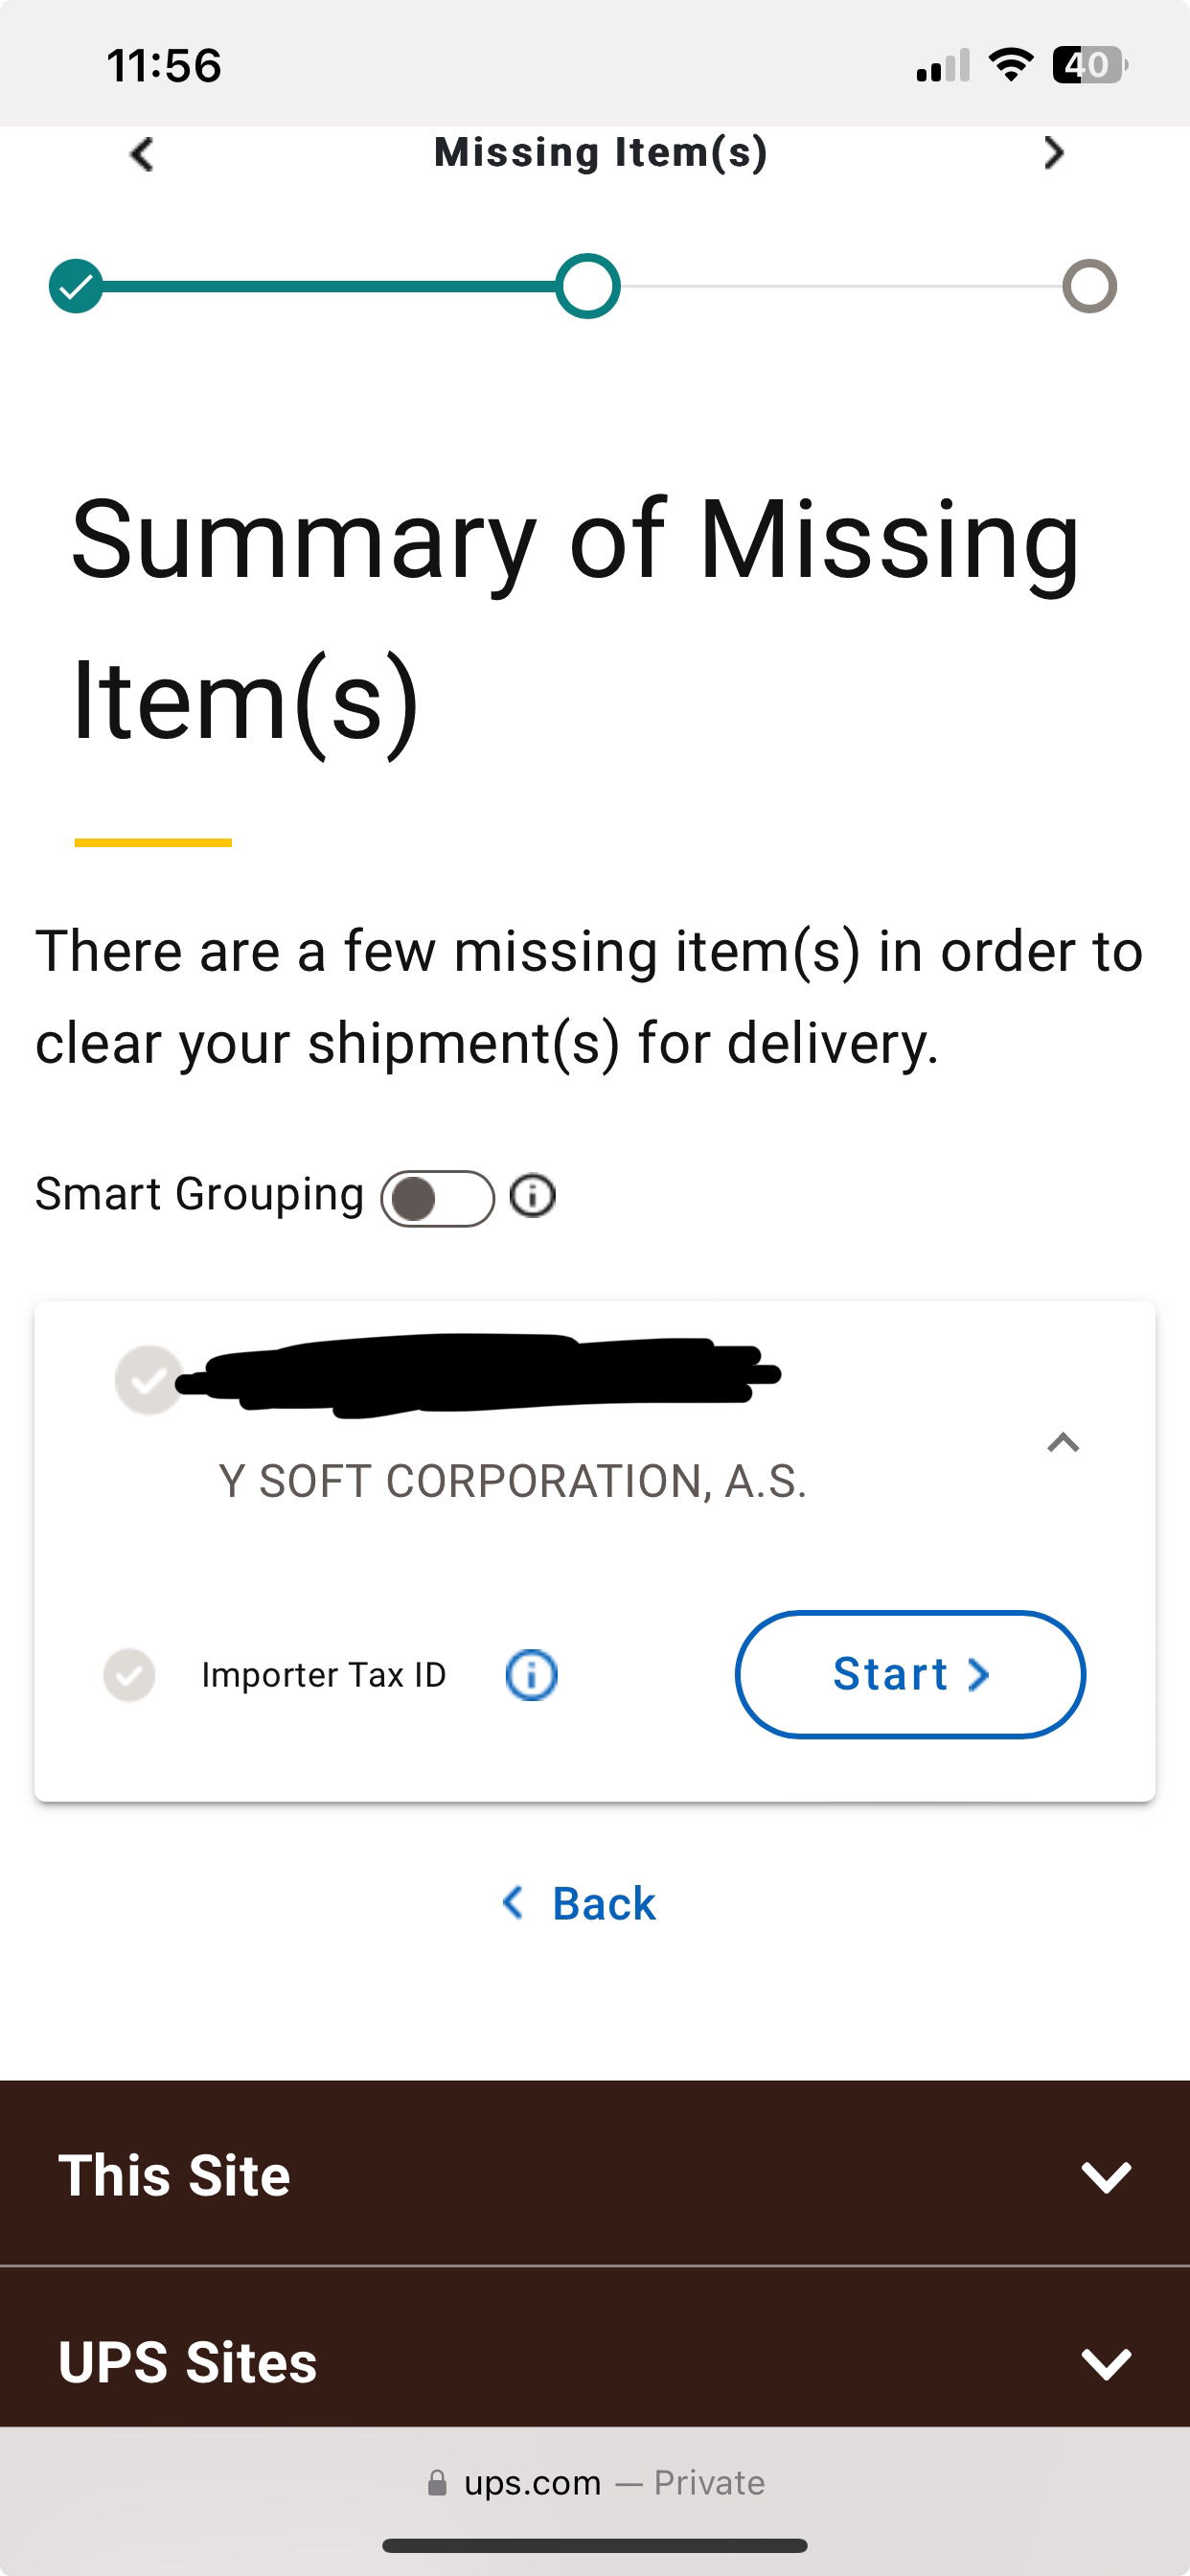 11:56
40
Missing Item(s)
Summary of Missing
Item(s)
There are a few missing item(s) in order to
clear your shipment(s) for delivery.
Smart Grouping
Y SOFT CORPORATION, A.S.
Importer Tax ID
Start
Back
This Site
UPS Sites
ups.com — Private